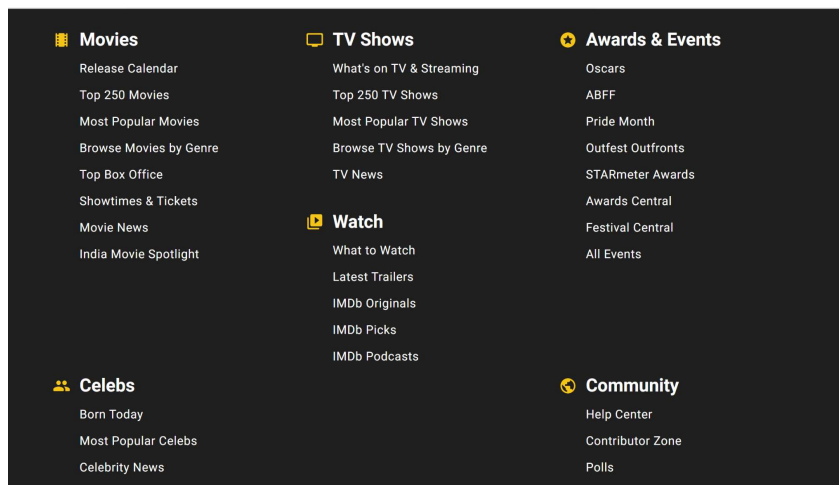 Movies
Release Calendar
Top 250 Movies
Most Popular Movies
Browse Movies by Genre
Top Box Office
Showtimes & Tickets
Movie News
India Movie Spotlight
TV Shows
What's on TV & Streaming
Top 250 TV Shows
Most Popular TV Shows
Browse TV Shows by Genre
TV News
Watch
What to Watch
Latest Trailers
IMDb Originals
IMDb Picks
IMDb Podcasts
Awards & Events
Oscars
ABFF
Pride Month
Outfest Outfronts
STARmeter Awards
Awards Central
Festival Central
All Events
Celebs
Born Today
Most Popular Celebs
Celebrity News
Community
Help Center
Contributor Zone
Polls